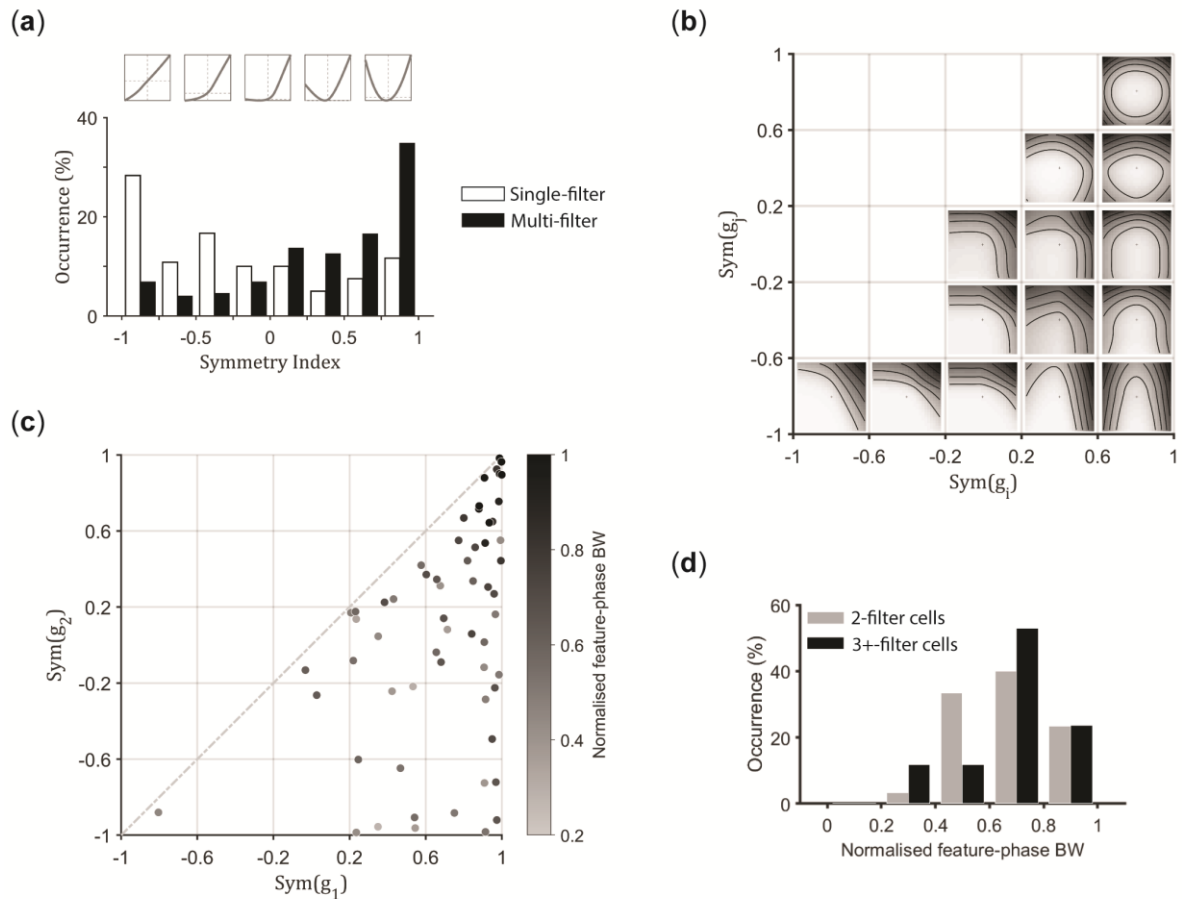 (a)
40
20
0
Occurrence (%)
-1
-0.5
0
0.5
1
Symmetry Index
Single-filter
Multi-filter
(b)
1
0.6
0.2
-0.2
-0.6
-1
Sym(gj)
-1
-0.6
-0.2
0.2
0.6
1
Sym(gi)
(c)
1
0.6
0.2
-0.2
-0.6
-1
Sym(g2)
-1
-0.6
-0.2
0.2
0.6
1
Sym(g1)
1
0.8
0.6
0.4
0.2
Normalised feature-phase BW
(d)
60
40
20
0
Occurrence (%)
2-filter cells
3+-filter cells
0
0.2
0.4
0.6
0.8
1
Normalised feature-phase BW